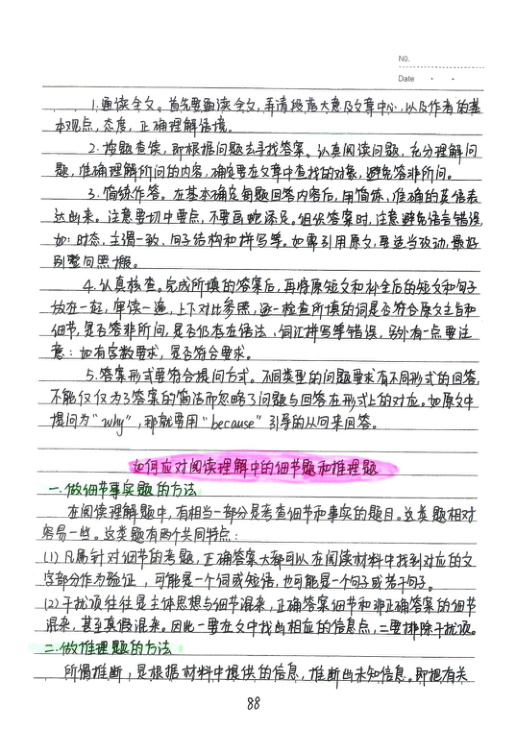 No.
Date
1.通读全文。首先要通读全文,弄清段落大意及文章中心,以及作者的基
本观点,态度,正确理解语境。
2.按题查读,即根据问题去寻找答案。认真阅读问题,充分理解问
题,准确理解所问的内容,确定要在文章中查找的对象,避免答非所问。
3.简练作答。在基本确定每题回答内容后,用简练、准确的英语表
达出来。注意要切中要点,不要画蛇添足。组织答案时,注意避免语言错误,
如:时态,主谓一致、句子结构和拼写等。如需引用原文,要适当改动,最好
别整句照搬。
4.认真核查。完成所填的答案后,再将原短文和补全后的短文和句子
放在一起,细读一遍,上下对比参照,逐一检查所填的词是否符合原文主旨和
细节,是否答非所问,是否仍存在语法、词汇拼写等错误,别外有一点要注
意:如有字数要求,是否符合要求。
5.答案形式要符合提问方式。不同类型的问题要求有不同形式的回答,
不能仅仅为了答案的简洁而忽略了问题与回答在形式上的对应。如原文中
提问为“why”,那就要用“because”引导的从句来回答。
如何应对阅读理解中的细节题和推理题
一.做细节事实题的方法
在阅读理解题中,有相当一部分是考查细节和事实的题目。这类题相对
容易一些。这类题有两个共同特点:
(1)凡属针对细节的考题,正确答案大都可以在阅读材料中找到对应的文
字部分作为验证,可能是一个词或短语,也可能是一个句子或若干句子。
(2)干扰项往往是主体思想与细节混淆,正确答案细节和非正确答案的细节
混淆,甚至真假混淆。因此一要在文中找出相应的信息点,二要排除干扰项。
二.做推理题的方法
所谓推断,是根据材料中提供的信息,推断出未知信息。即把有关
88